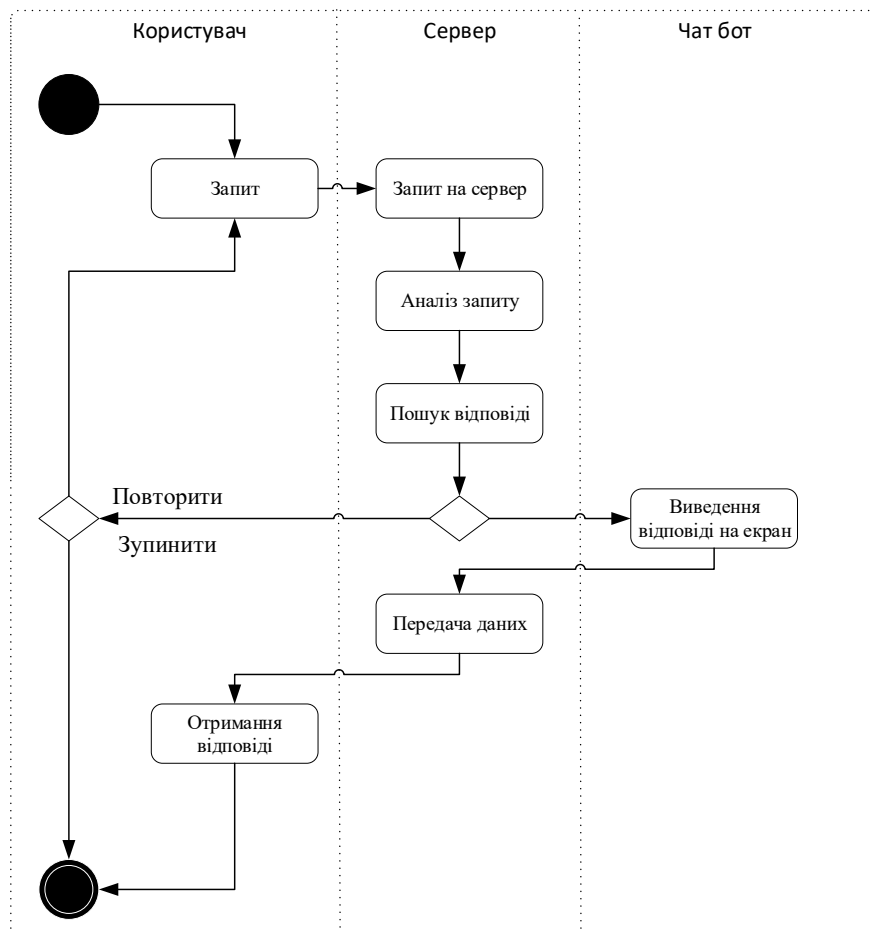 Користувач
Сервер
Чат бот
Запит
Запит на сервер
Аналіз запиту
Пошук відповіді
Повторити
Зупинити
Виведення
відповіді на екран
Передача даних
Отримання
відповіді